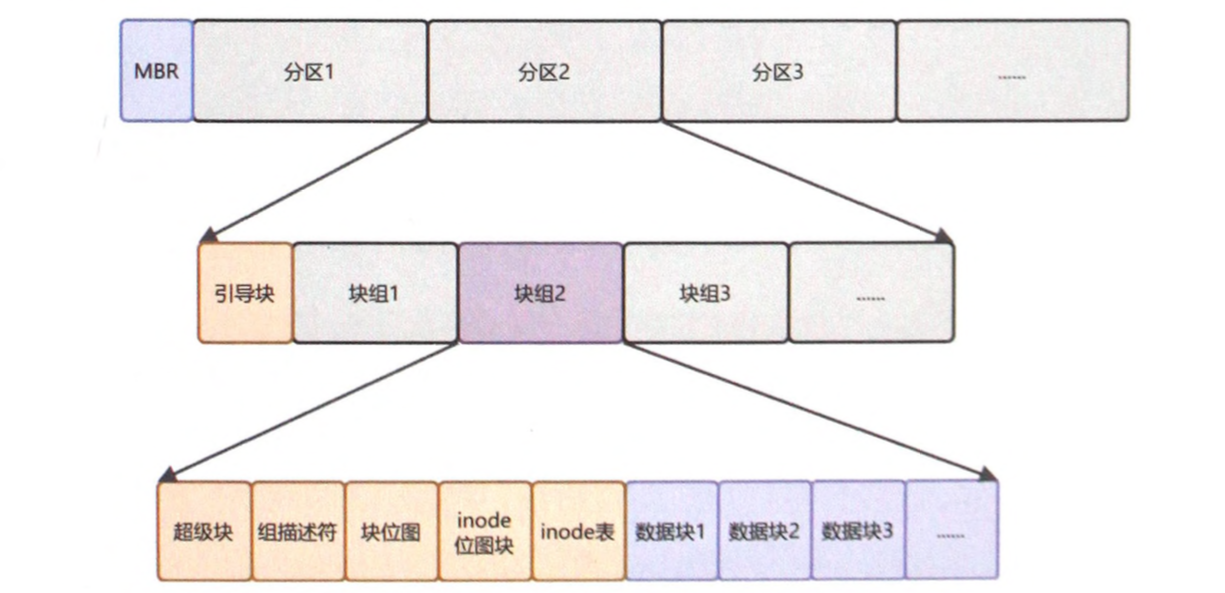 MBR
分区1
分区2
分区3
......
引导块
块组1
块组2
块组3
......
超级块
组描述符
块位图
inode
位图块
inode表
数据块1
数据块2
数据块3
......